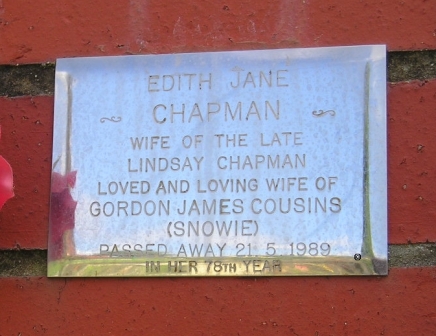 EDITH JANE
~ CHAPMAN ~
WIFE OF THE LATE
LINDSAY CHAPMAN
LOVED AND LOVING WIFE OF
GORDON JAMES COUSINS
(SNOWIE)
PASSED AWAY 21.5.1989
IN HER 78TH YEAR